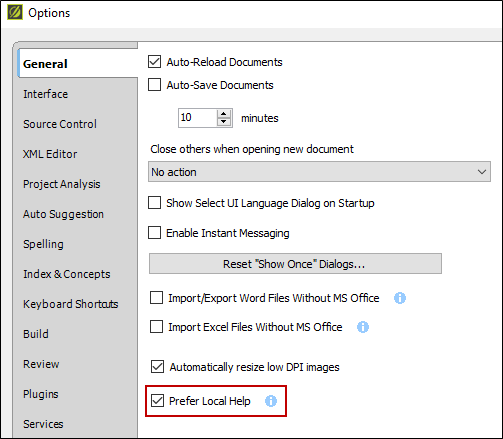 Options
General
Interface
Source Control
XML Editor
Project Analysis
Auto Suggestion
Spelling
Index & Concepts
Keyboard Shortcuts
Build
Review
Plugins
Services
Auto-Reload Documents
Auto-Save Documents
10 minutes
Close others when opening new document
No action
Show Select UI Language Dialog on Startup
Enable Instant Messaging
Reset "Show Once" Dialogs...
Import/Export Word Files Without MS Office
Import Excel Files Without MS Office
Automatically resize low DPI images
Prefer Local Help